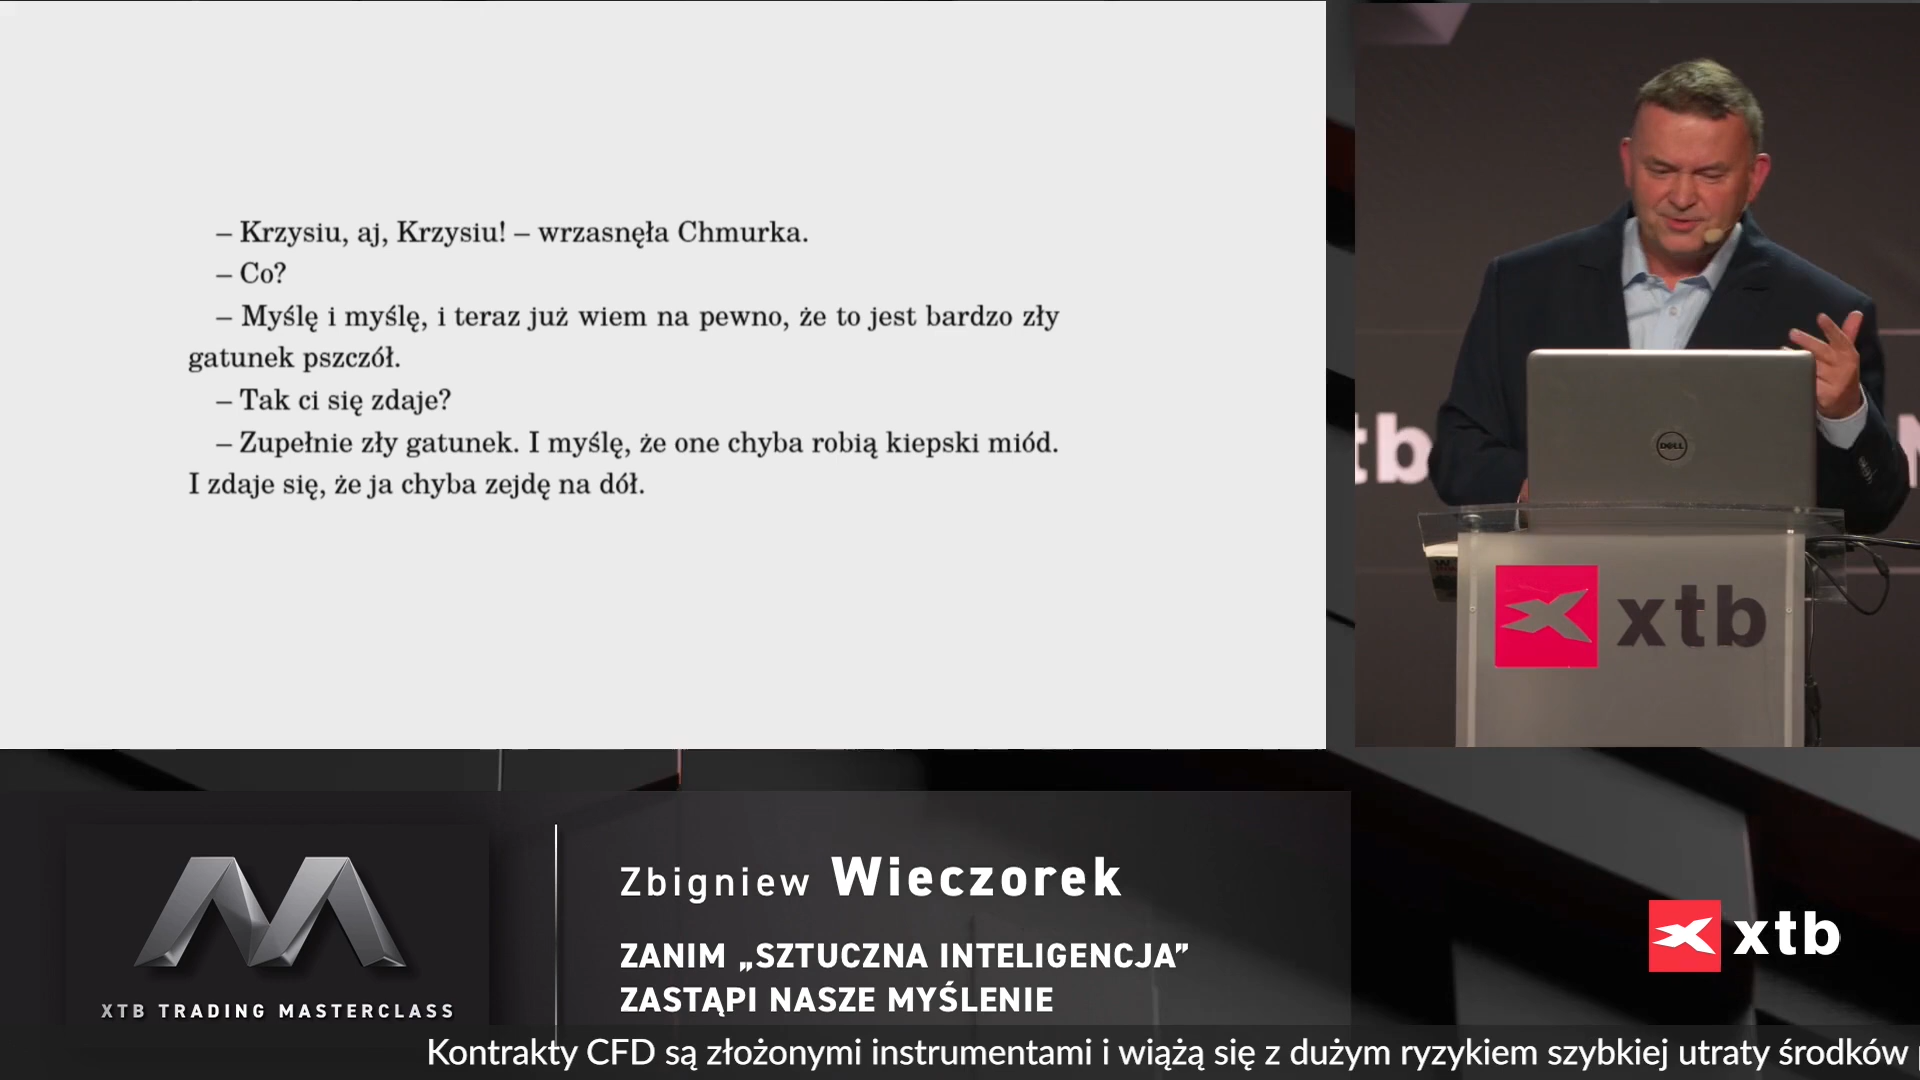 – Krzysiu, aj, Krzysiu! – wrzasnęła Chmurka.
– Co?
– Myślę i myślę, i teraz już wiem na pewno, że to jest bardzo zły
gatunek pszczół.
– Tak ci się zdaje?
– Zupełnie zły gatunek. I myślę, że one chyba robią kiepski miód.
I zdaje się, że ja chyba zejdę na dół.
tb
DELL
xtb
XTB TRADING MASTERCLASS
Zbigniew Wieczorek
ZANIM „SZTUCZNA INTELIGENCJA”
ZASTĄPI NASZE MYŚLENIE
xtb
Kontrakty CFD są złożonymi instrumentami i wiążą się z dużym ryzykiem szybkiej utraty środków